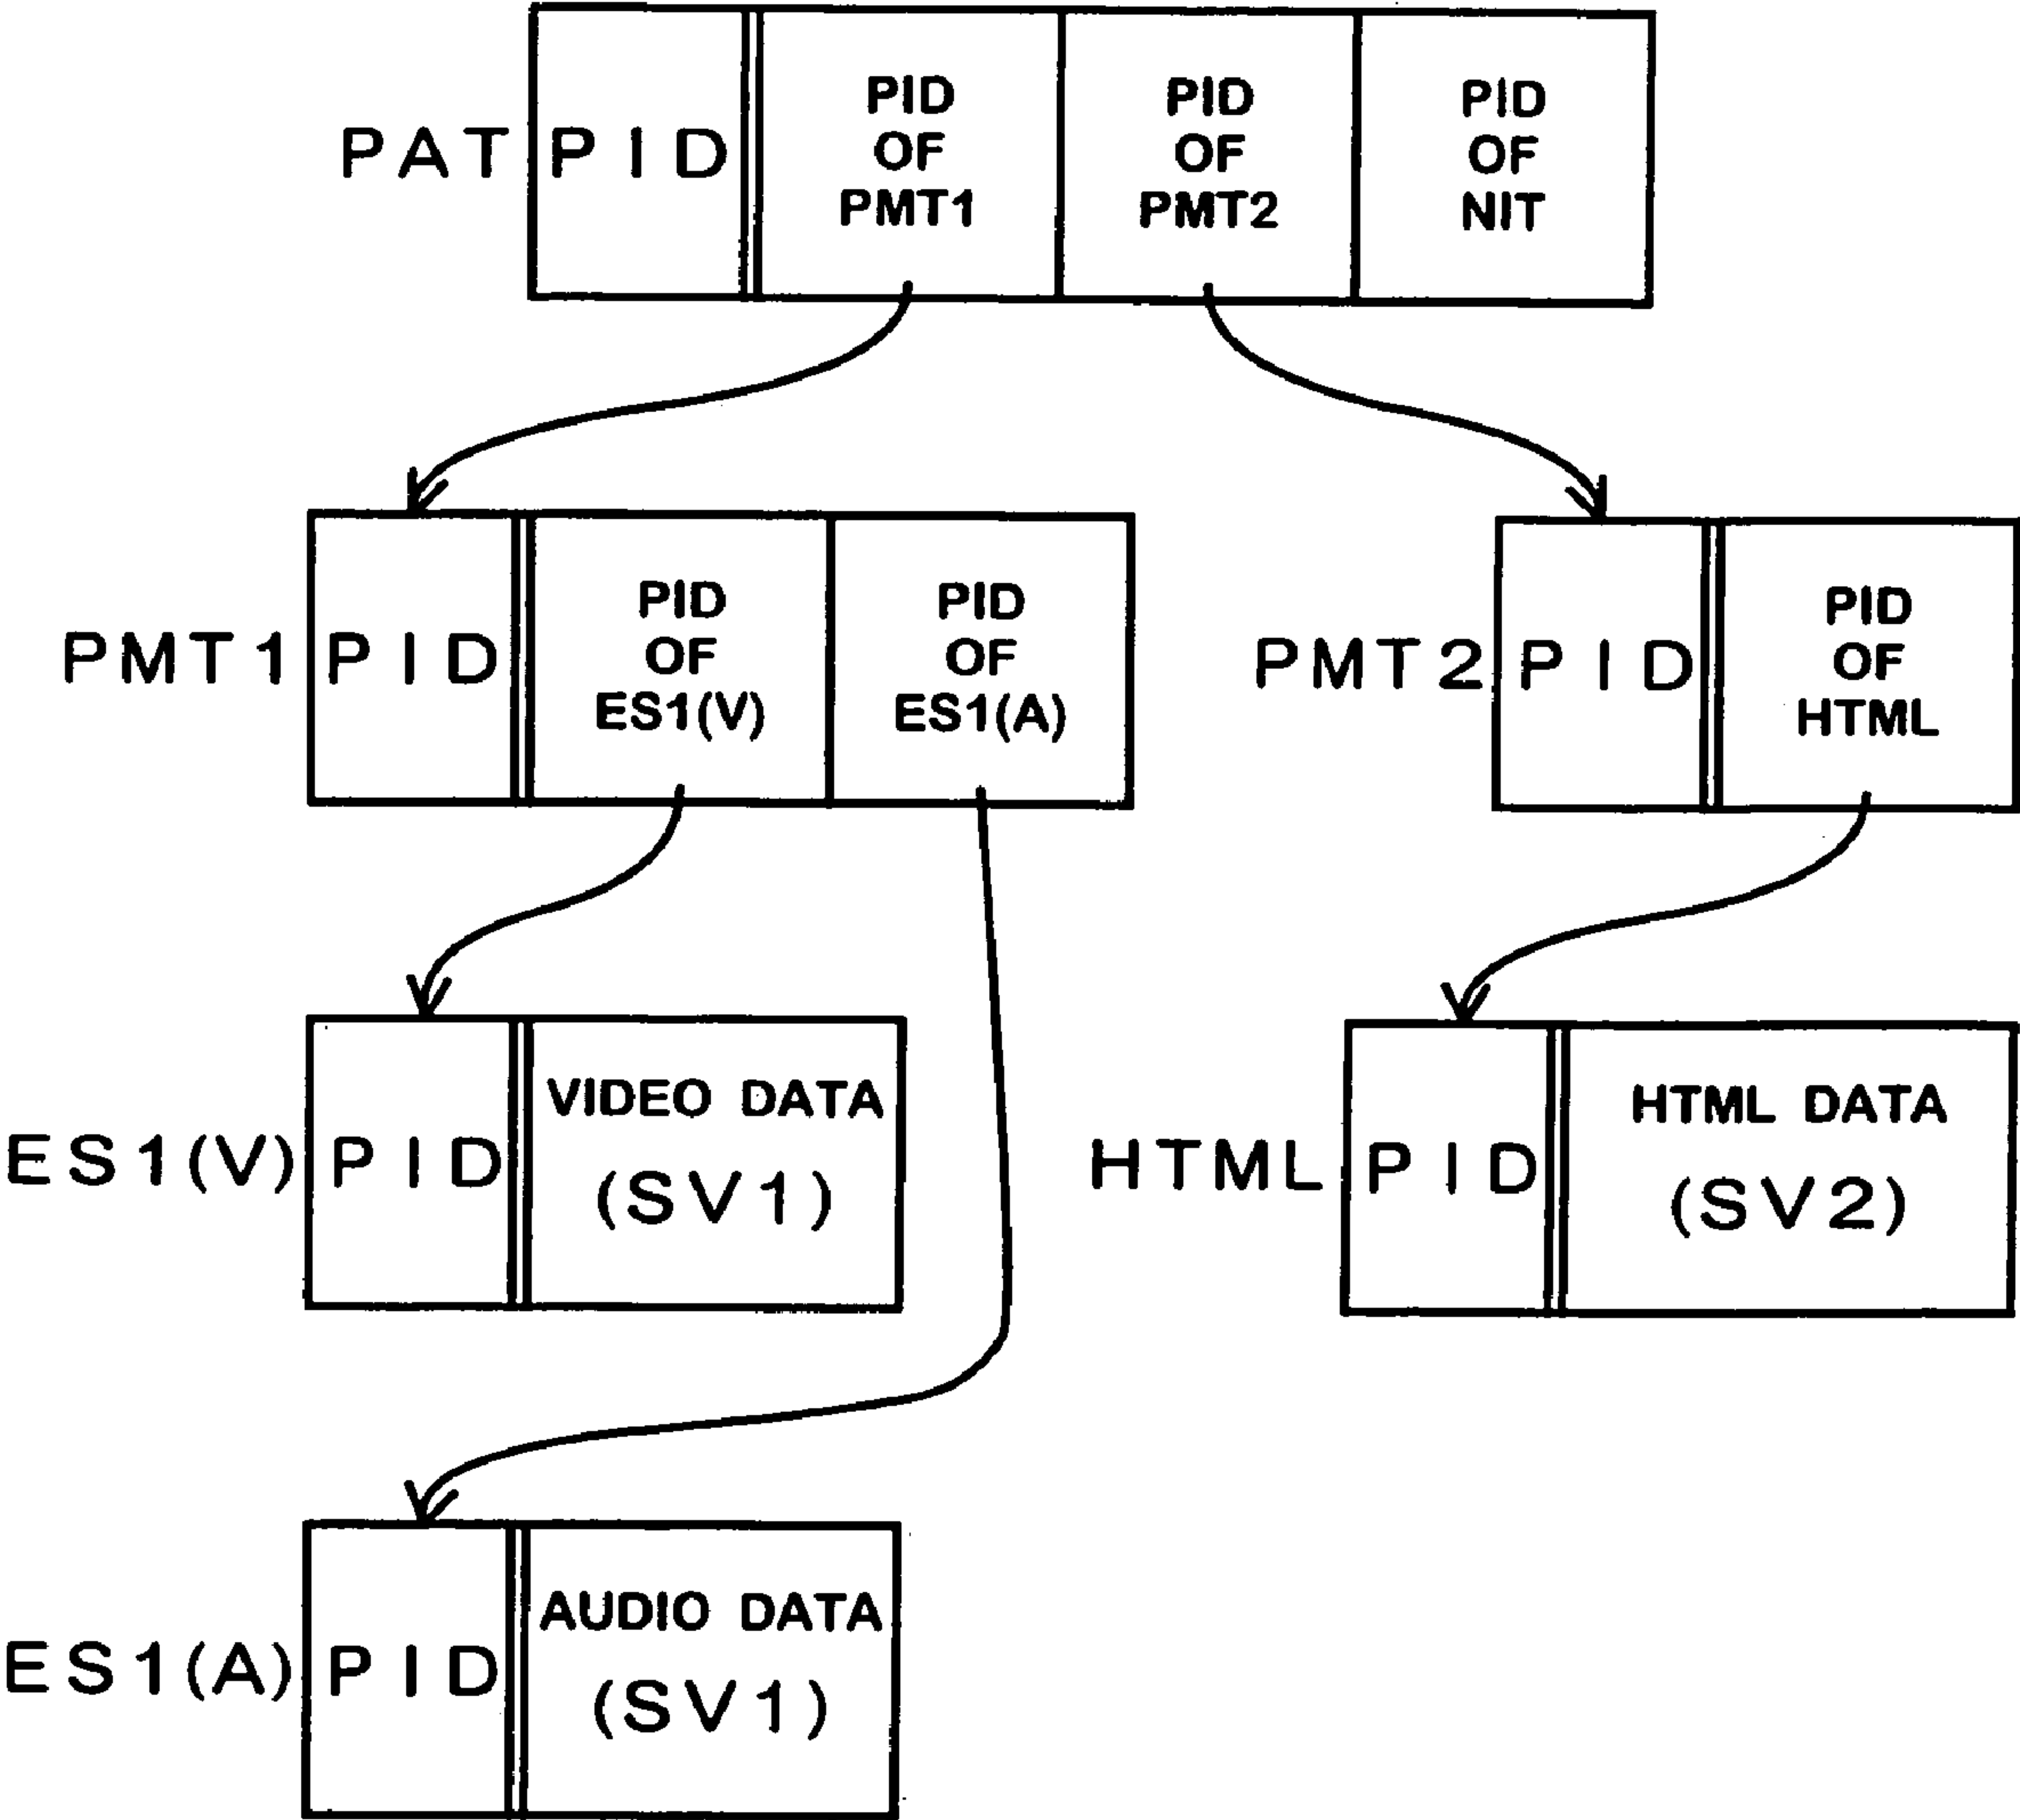 PAT
PID
PID
OF
PMT1
PID
OF
PMT2
PID
OF
NIT
PMT1
PID
PID
OF
ES1(V)
PID
OF
ES1(A)
PMT2
PID
PID
OF
HTML
ES1(V)
PID
VIDEO DATA
(SV1)
HTML
PID
HTML DATA
(SV2)
ES1(A)
PID
AUDIO DATA
(SV1)